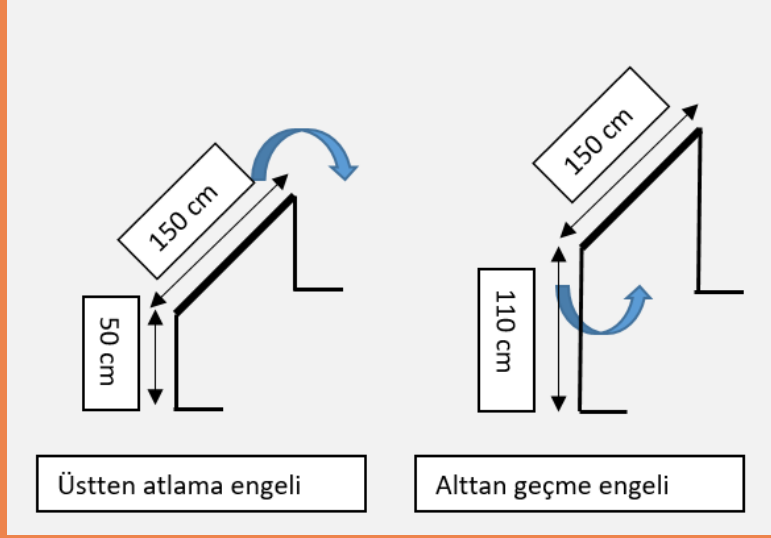 150 cm
50 cm
Üstten atlama engeli
150 cm
110 cm
Alttan geçme engeli